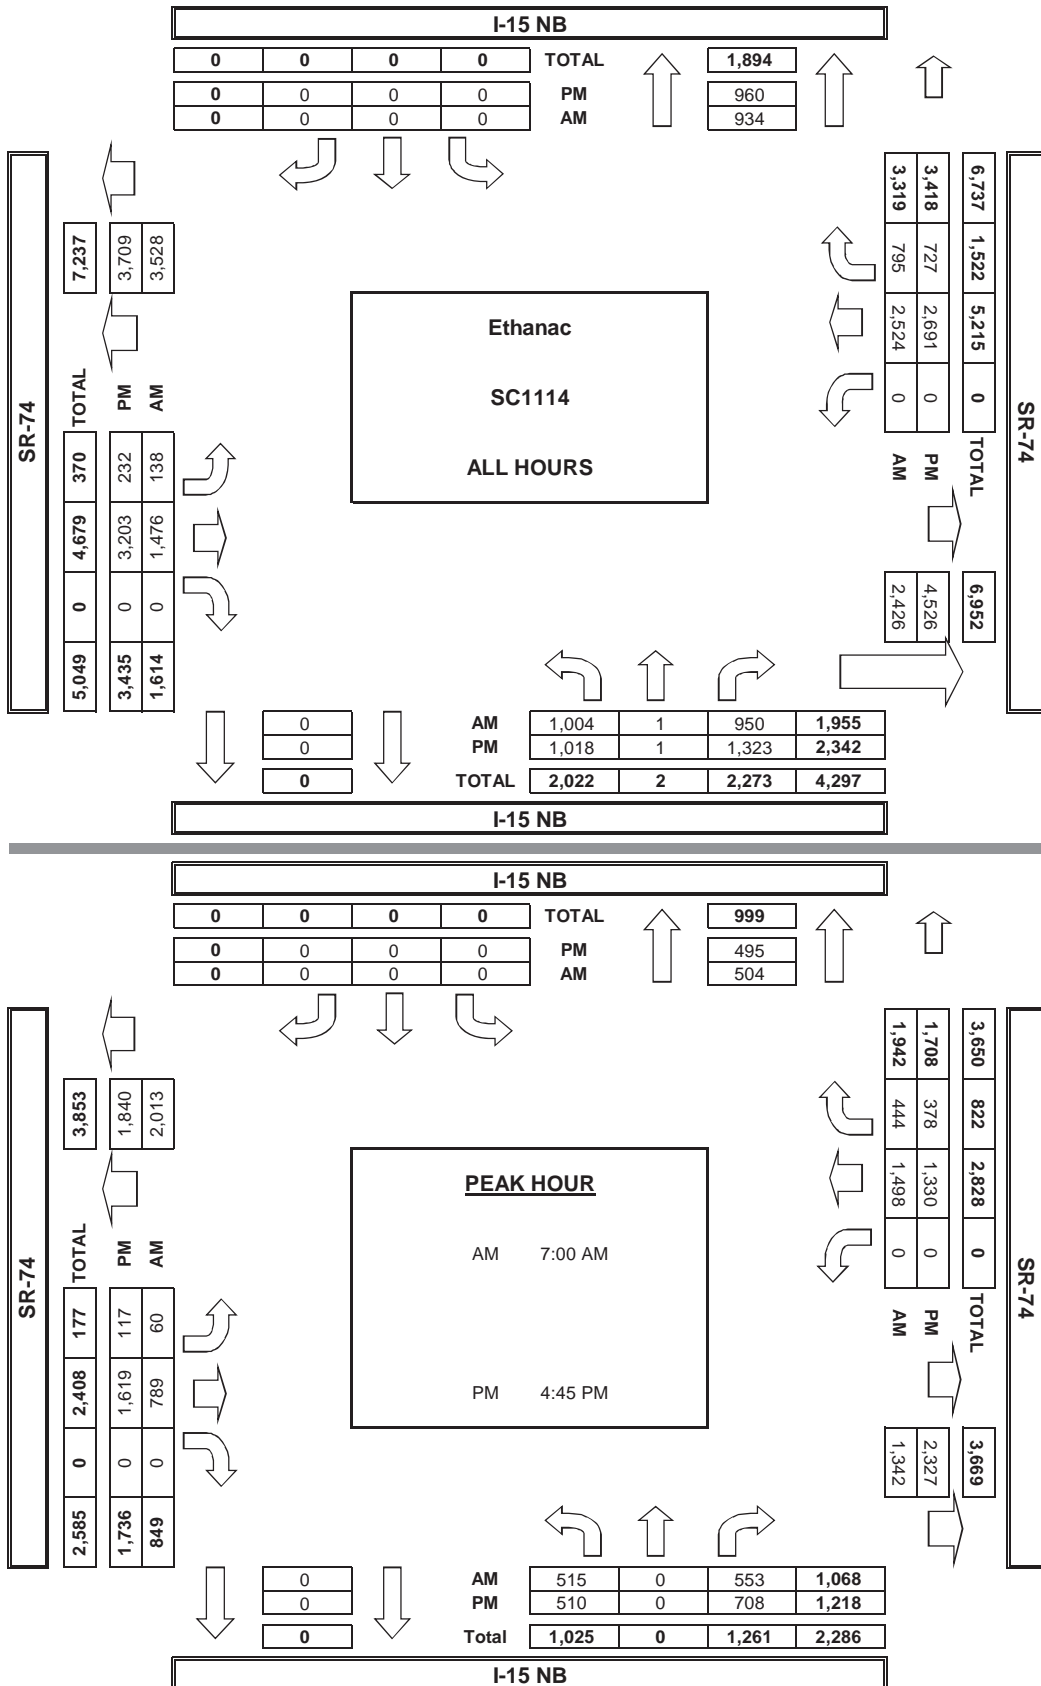 I-15 NB
0 0 0 0 TOTAL 1,894
0 0 0 0 PM 960
0 0 0 0 AM 934
SR-74
TOTAL 7,237
PM 3,709
AM 3,528
TOTAL 370 4,679 0 5,049
PM 232 3,203 0 3,435
AM 138 1,476 0 1,614
Ethanac
SC1114
ALL HOURS
6,737 1,522 5,215 0 TOTAL 6,952
3,418 727 2,691 0 PM 4,526
3,319 795 2,524 0 AM 2,426
SR-74
0 AM 1,004 1 950 1,955
0 PM 1,018 1 1,323 2,342
0 TOTAL 2,022 2 2,273 4,297
I-15 NB
I-15 NB
0 0 0 0 TOTAL 999
0 0 0 0 PM 495
0 0 0 0 AM 504
SR-74
3,853
1,840
2,013
TOTAL 177 2,408 0 2,585
PM 117 1,619 0 1,736
AM 60 789 0 849
PEAK HOUR
AM 7:00 AM
PM 4:45 PM
3,650 822 2,828 0 TOTAL 3,669
1,708 378 1,330 0 PM 2,327
1,942 444 1,498 0 AM 1,342
SR-74
0 AM 515 0 553 1,068
0 PM 510 0 708 1,218
0 Total 1,025 0 1,261 2,286
I-15 NB